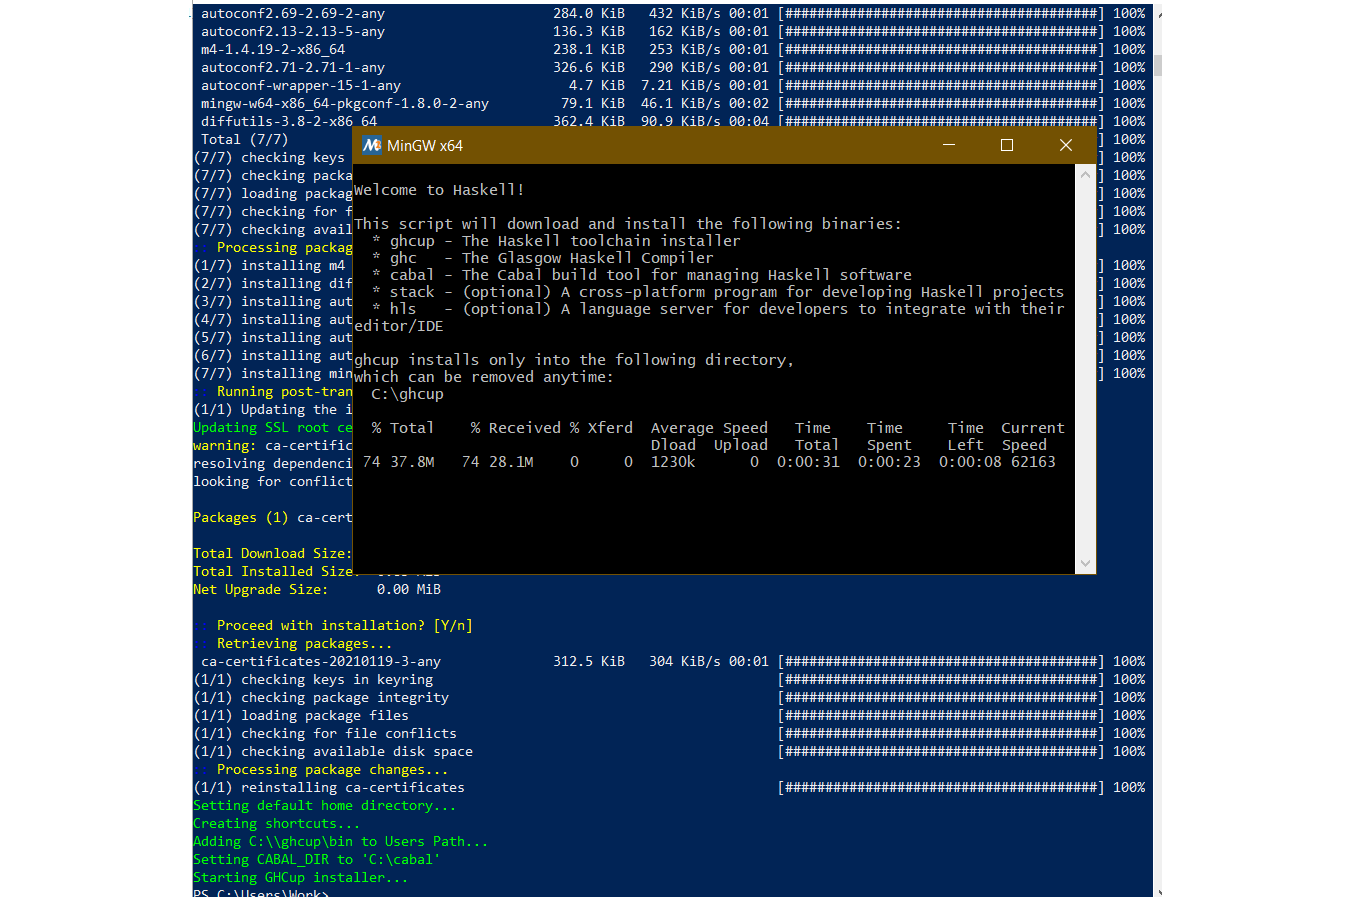 autoconf2.69-2.69-2-any 284.0 KiB 432 KiB/s 00:01 [#######################################] 100%
autoconf2.13-2.13-5-any 136.3 KiB 162 KiB/s 00:01 [#######################################] 100%
m4-1.4.19-2-x86_64 238.1 KiB 253 KiB/s 00:01 [#######################################] 100%
autoconf2.71-2.71-1-any 326.6 KiB 290 KiB/s 00:01 [#######################################] 100%
autoconf-wrapper-15-1-any 4.7 KiB 7.21 KiB/s 00:01 [#######################################] 100%
mingw-w64-x86_64-pkgconf-1.8.0-2-any 79.1 KiB 46.1 KiB/s 00:02 [#######################################] 100%
diffutils-3.8-2-x86_64 362.4 KiB 90.9 KiB/s 00:04 [#######################################] 100%
Total (7/7) ] 100%
(7/7) checking keys ] 100%
(7/7) checking packa ] 100%
(7/7) loading packag ] 100%
(7/7) checking for f ] 100%
(7/7) checking avail ] 100%
:: Processing packag
(1/7) installing m4 ] 100%
(2/7) installing dif ] 100%
(3/7) installing aut ] 100%
(4/7) installing aut ] 100%
(5/7) installing aut ] 100%
(6/7) installing aut ] 100%
(7/7) installing min ] 100%
:: Running post-tran
(1/1) Updating the i
Updating SSL root ce
warning: ca-certific
resolving dependenci
looking for conflict
Packages (1) ca-cert
Total Download Size:
Total Installed Size:
Net Upgrade Size: 0.00 MiB
:: Proceed with installation? [Y/n]
:: Retrieving packages...
ca-certificates-20210119-3-any 312.5 KiB 304 KiB/s 00:01 [#######################################] 100%
(1/1) checking keys in keyring [#######################################] 100%
(1/1) checking package integrity [#######################################] 100%
(1/1) loading package files [#######################################] 100%
(1/1) checking for file conflicts [#######################################] 100%
(1/1) checking available disk space [#######################################] 100%
:: Processing package changes...
(1/1) reinstalling ca-certificates [#######################################] 100%
Setting default home directory...
Creating shortcuts...
Adding C:\\ghcup\bin to Users Path...
Setting CABAL_DIR to 'C:\cabal'
Starting GHCup installer...
PS C:\Users\Work>
MinGW x64
Welcome to Haskell!
This script will download and install the following binaries:
* ghcup - The Haskell toolchain installer
* ghc - The Glasgow Haskell Compiler
* cabal - The Cabal build tool for managing Haskell software
* stack - (optional) A cross-platform program for developing Haskell projects
* hls - (optional) A language server for developers to integrate with their
editor/IDE
ghcup installs only into the following directory,
which can be removed anytime:
C:\ghcup
% Total % Received % Xferd Average Speed Time Time Time Current
Dload Upload Total Spent Left Speed
74 37.8M 74 28.1M 0 0 1230k 0 0:00:31 0:00:23 0:00:08 62163